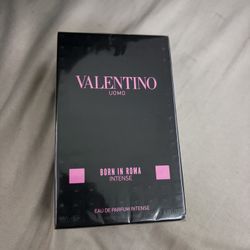 VALENTINO
UOMO
BORN IN ROMA
INTENSE
EAU DE PARFUM INTENSE